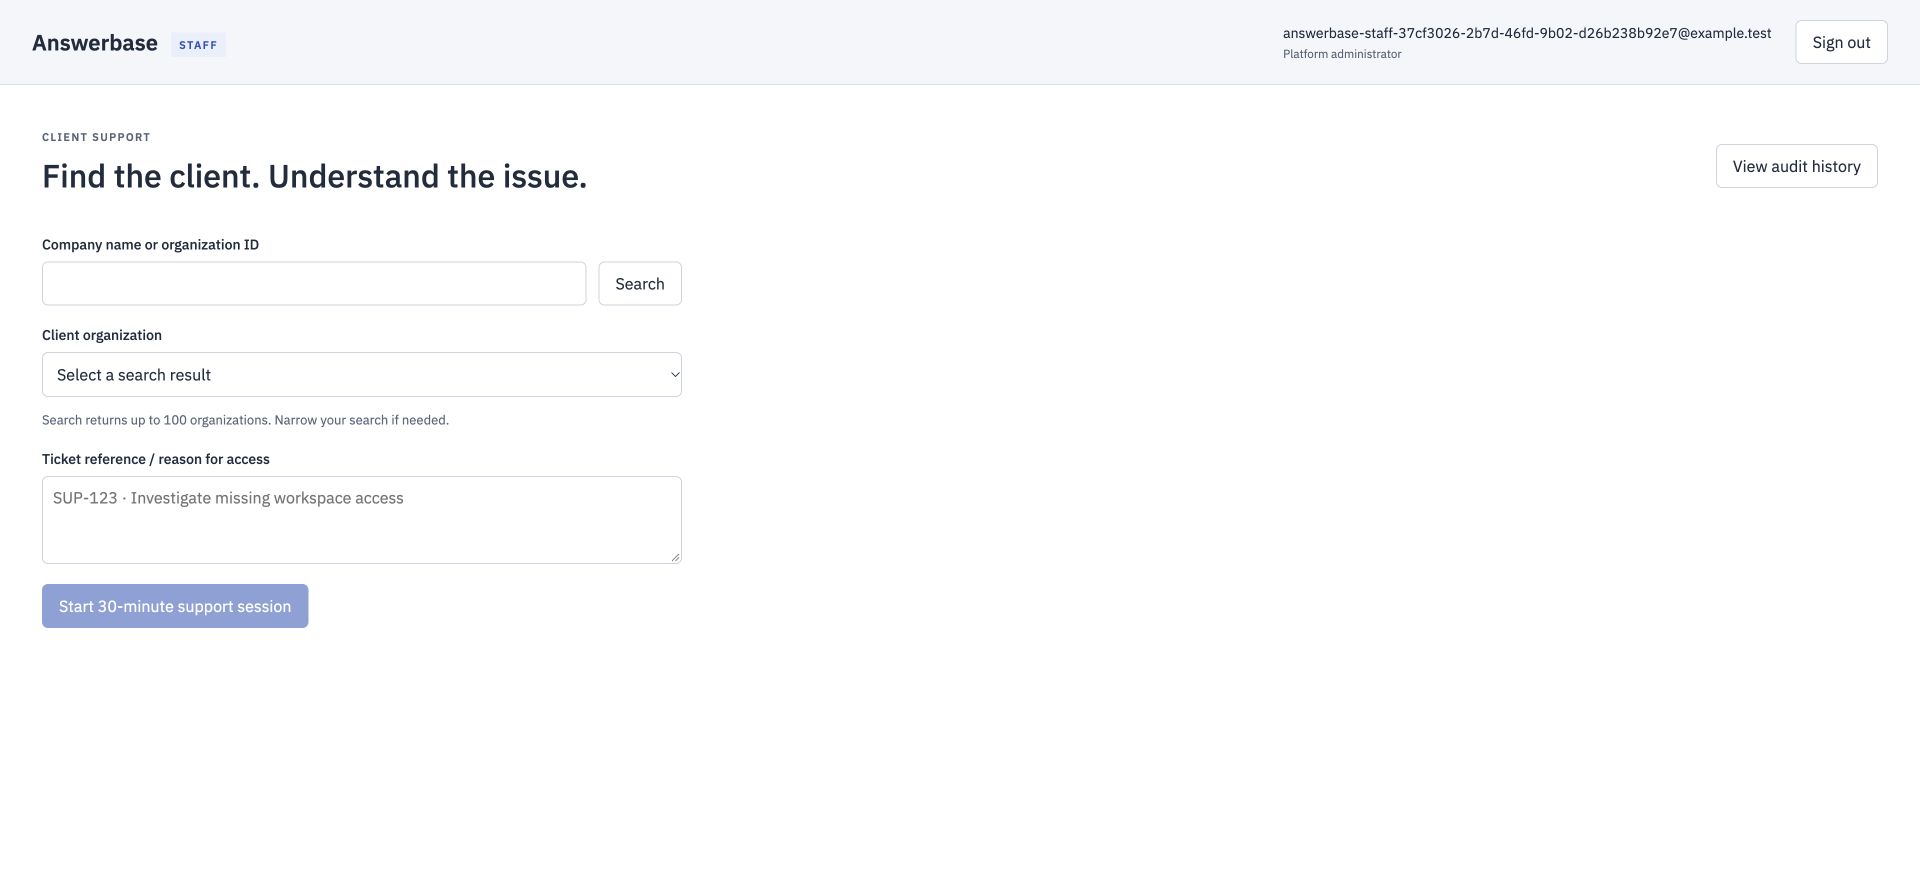 Answerbase STAFF
answerbase-staff-37cf3026-2b7d-46fd-9b02-d26b238b92e7@example.test
Platform administrator
Sign out
CLIENT SUPPORT
Find the client. Understand the issue.
View audit history
Company name or organization ID
Search
Client organization
Select a search result
Search returns up to 100 organizations. Narrow your search if needed.
Ticket reference / reason for access
SUP-123 · Investigate missing workspace access
Start 30-minute support session